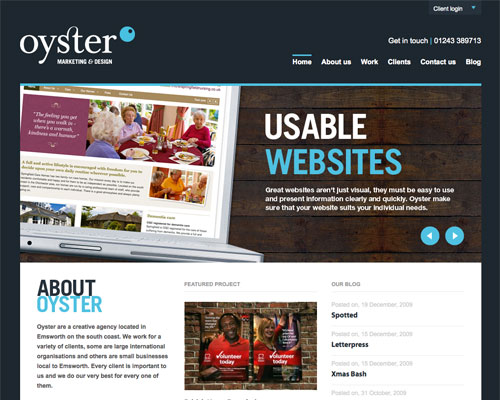 Client login
oyster
MARKETING & DESIGN
Get in touch | 01243 389713
Home About us Work Clients Contact us Blog
"The feeling you get
when you walk in -
there's a warmth,
kindness and humour"
A full and active lifestyle is encouraged with freedom for you to
decide upon your own daily routine wherever possible.
Dementia care
USABLE
WEBSITES
Great websites aren't just visual, they must be easy to use
and present information clearly and quickly. Oyster make
sure that your website suits your individual needs.
ABOUT
OYSTER
Oyster are a creative agency located in
Emsworth on the south coast. We work for a
variety of clients, some are large international
organisations and others are small businesses
local to Emsworth. Every client is important to
us and we do our very best for every one of
them.
FEATURED PROJECT
volunteer
today
volunteer
today
OUR BLOG
Posted on, 19 December, 2009
Spotted
Posted on, 15 December, 2009
Letterpress
Posted on, 13 December, 2009
Xmas Bash
Posted on, 31 October, 2009